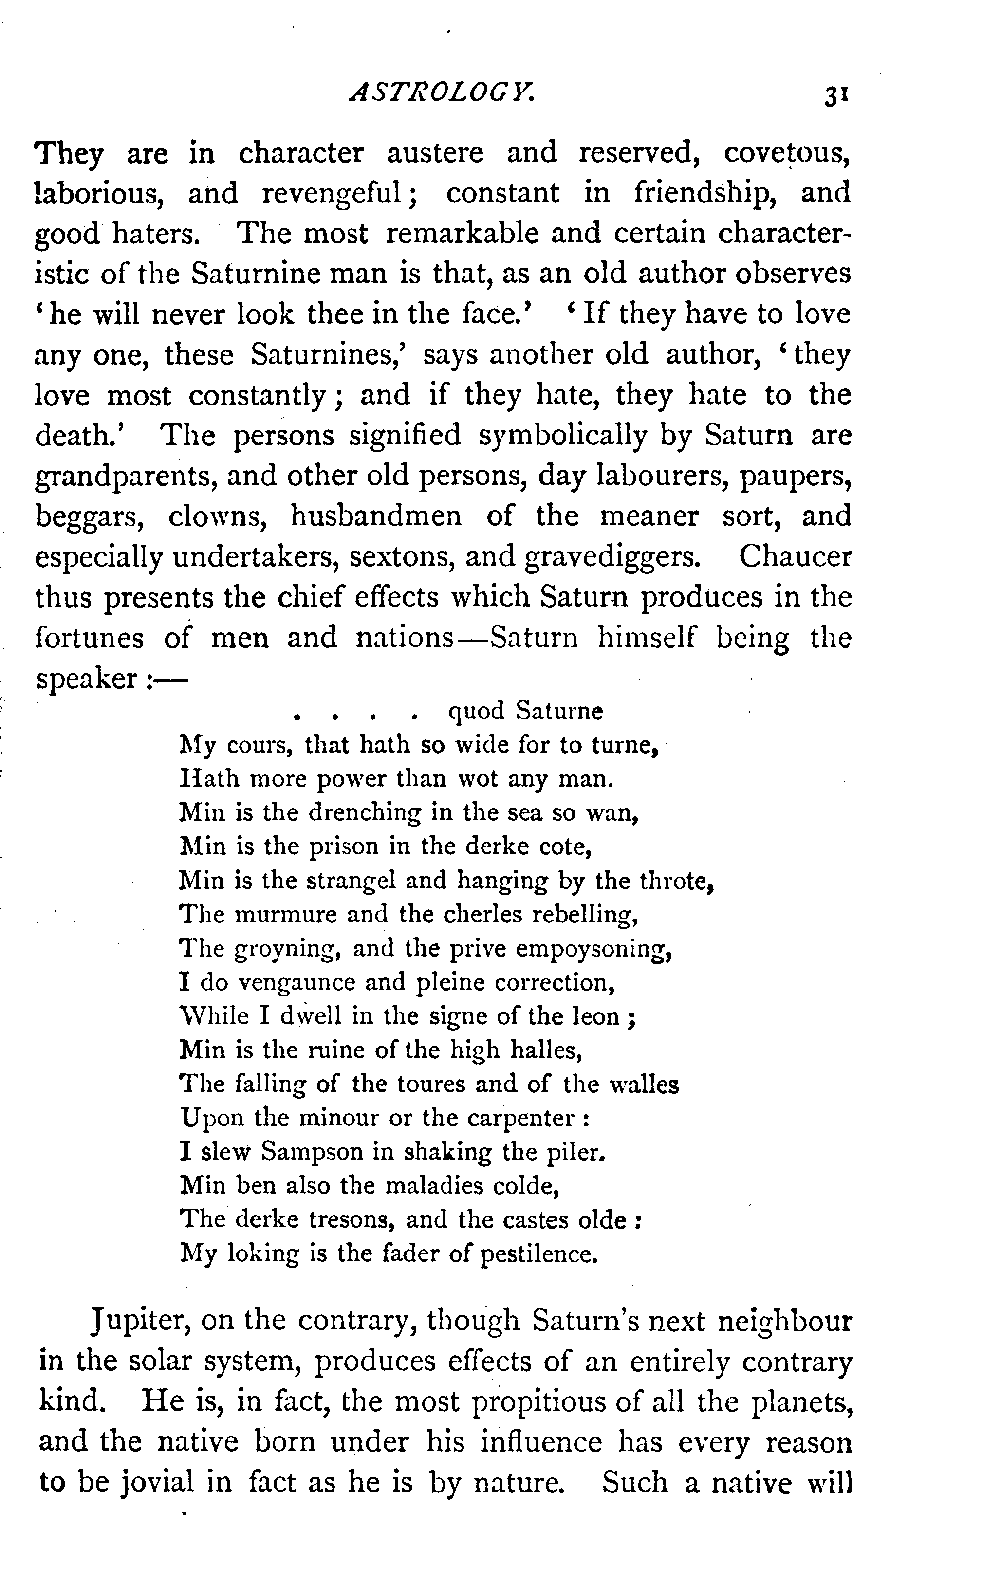 ASTROLOGY. 31
They are in character austere and reserved, covetous,
laborious, and revengeful; constant in friendship, and
good haters. The most remarkable and certain character-
istic of the Saturnine man is that, as an old author observes
‘he will never look thee in the face.’ ‘If they have to love
any one, these Saturnines,’ says another old author, ‘they
love most constantly; and if they hate, they hate to the
death.’ The persons signified symbolically by Saturn are
grandparents, and other old persons, day labourers, paupers,
beggars, clowns, husbandmen of the meaner sort, and
especially undertakers, sextons, and gravediggers. Chaucer
thus presents the chief effects which Saturn produces in the
fortunes of men and nations—Saturn himself being the
speaker:—
. . . . quod Saturne
My cours, that hath so wide for to turne,
Hath more power than wot any man.
Min is the drenching in the sea so wan,
Min is the prison in the derke cote,
Min is the strangel and hanging by the throte,
The murmure and the cherles rebelling,
The groyning, and the prive empoysoning,
I do vengaunce and pleine correction,
While I dwell in the signe of the leon;
Min is the ruine of the high halles,
The falling of the toures and of the walles
Upon the minour or the carpenter:
I slew Sampson in shaking the piler.
Min ben also the maladies colde,
The derke tresons, and the castes olde:
My loking is the fader of pestilence.
Jupiter, on the contrary, though Saturn's next neighbour
in the solar system, produces effects of an entirely contrary
kind. He is, in fact, the most propitious of all the planets,
and the native born under his influence has every reason
to be jovial in fact as he is by nature. Such a native will